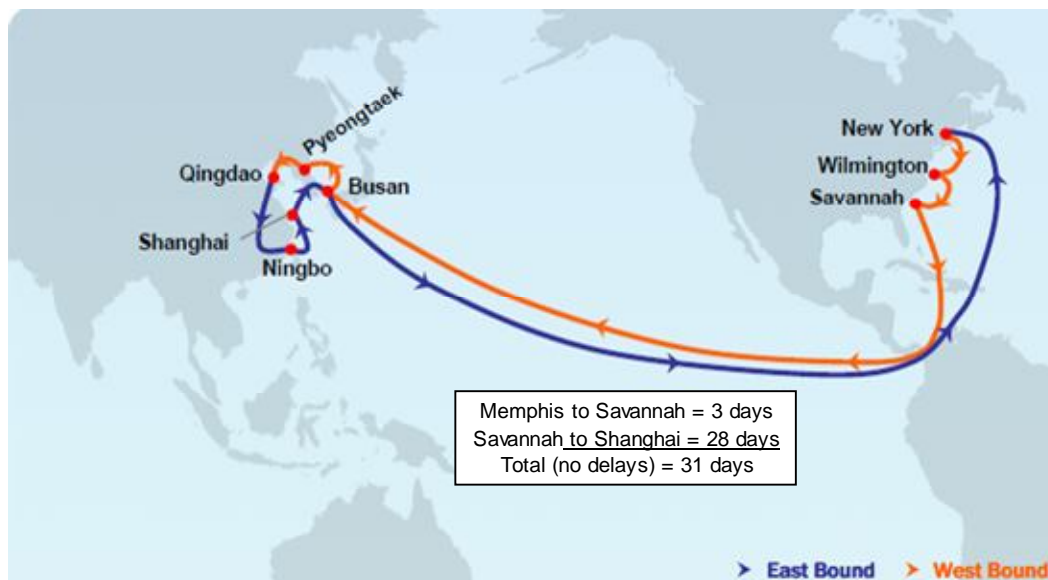 Pyeongtaek
Qingdao
Busan
Shanghai
Ningbo
New York
Wilmington
Savannah
Memphis to Savannah = 3 days
Savannah to Shanghai = 28 days
Total (no delays) = 31 days
East Bound
West Bound